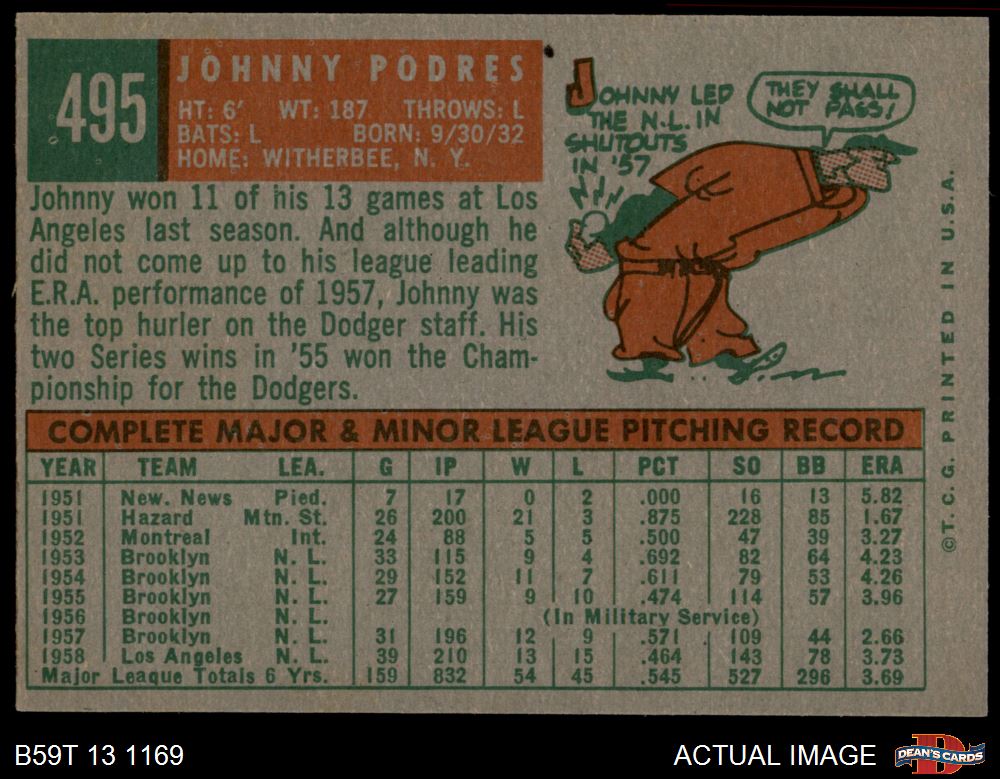 495
JOHNNY PODRES
HT: 6' WT: 187 THROWS: L
BATS: L BORN: 9/30/32
HOME: WITHERBEE, N. Y.
Johnny won 11 of his 13 games at Los
Angeles last season. And although he
did not come up to his league leading
E.R.A. performance of 1957, Johnny was
the top hurler on the Dodger staff. His
two Series wins in '55 won the Cham-
pionship for the Dodgers.
JOHNNY LED
THE N.L. IN
SHUTOUTS
IN '57
THEY SHALL
NOT PASS!
©T. C. G. PRINTED IN U.S.A.
COMPLETE MAJOR & MINOR LEAGUE PITCHING RECORD
YEAR TEAM LEA. G IP W L PCT SO BB ERA
1951 New. News Pied. 7 17 0 2 .000 16 13 5.82
1951 Hazard Mtn. St. 26 200 21 3 .875 228 85 1.67
1952 Montreal Int. 24 88 5 5 .500 47 39 3.27
1953 Brooklyn N. L. 33 115 9 4 .692 82 64 4.23
1954 Brooklyn N. L. 29 152 11 7 .611 79 53 4.26
1955 Brooklyn N. L. 27 159 9 10 .474 114 57 3.96
1956 Brooklyn N. L. (In Military Service)
1957 Brooklyn N. L. 31 196 12 9 .571 109 44 2.66
1958 Los Angeles N. L. 39 210 13 15 .464 143 78 3.73
Major League Totals 6 Yrs. 159 832 54 45 .545 527 296 3.69
B59T 13 1169
ACTUAL IMAGE
DEAN'S CARDS